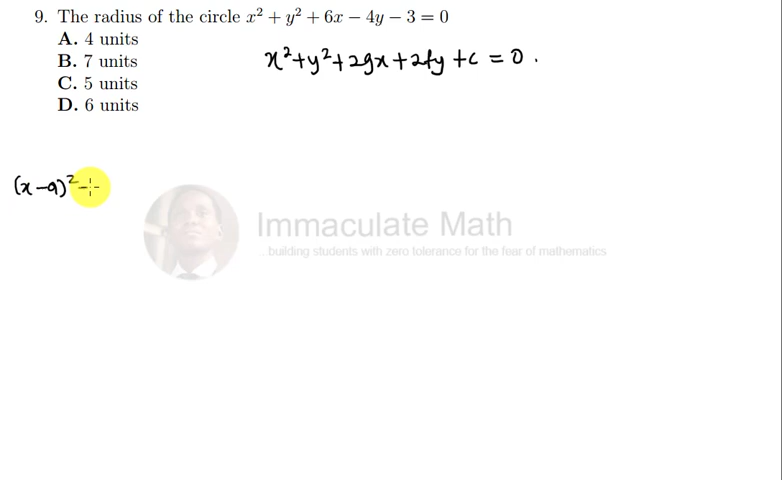 9. The radius of the circle x² + y² + 6x − 4y − 3 = 0
A. 4 units
B. 7 units
C. 5 units
D. 6 units
x²+y²+2gx+2fy+c = 0 .
(x−a)² +
Immaculate Math
.. building students with zero tolerance for the fear of mathematics